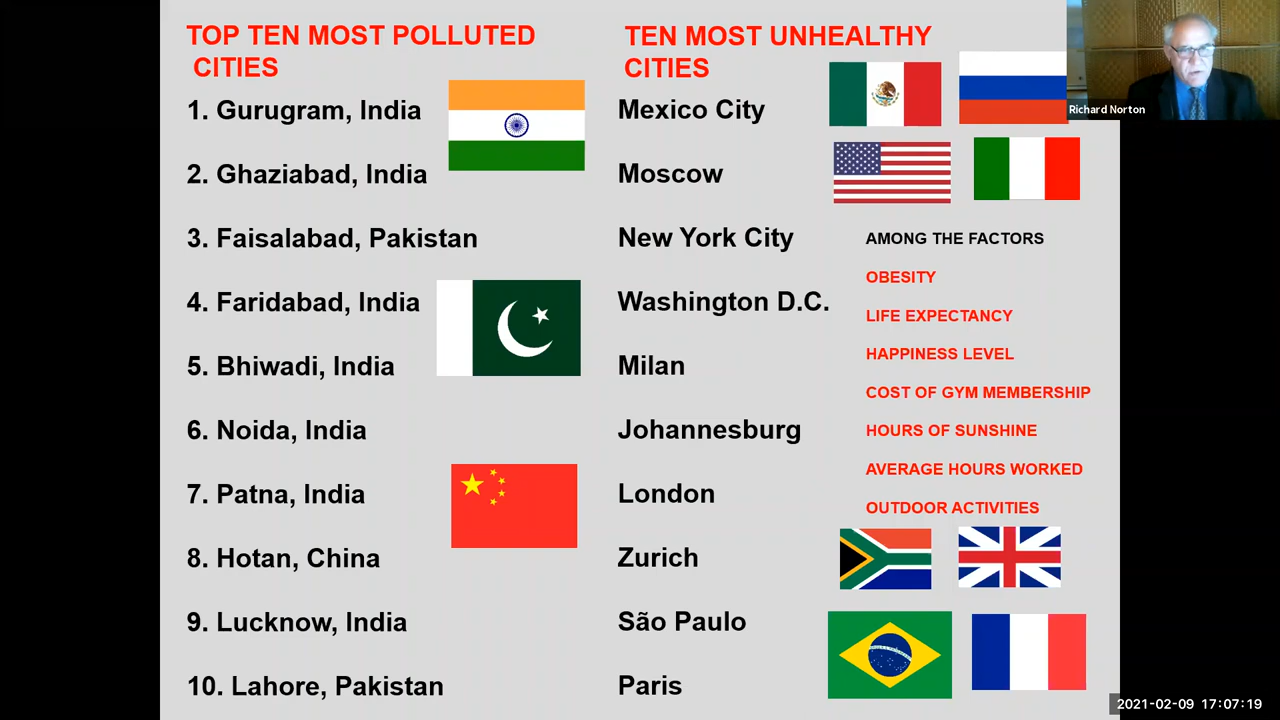 TOP TEN MOST POLLUTED
CITIES
1. Gurugram, India
2. Ghaziabad, India
3. Faisalabad, Pakistan
4. Faridabad, India
5. Bhiwadi, India
6. Noida, India
7. Patna, India
8. Hotan, China
9. Lucknow, India
10. Lahore, Pakistan
TEN MOST UNHEALTHY
CITIES
Mexico City
Moscow
New York City
Washington D.C.
Milan
Johannesburg
London
Zurich
São Paulo
Paris
AMONG THE FACTORS
OBESITY
LIFE EXPECTANCY
HAPPINESS LEVEL
COST OF GYM MEMBERSHIP
HOURS OF SUNSHINE
AVERAGE HOURS WORKED
OUTDOOR ACTIVITIES
Richard Norton
2021-02-09 17:07:19